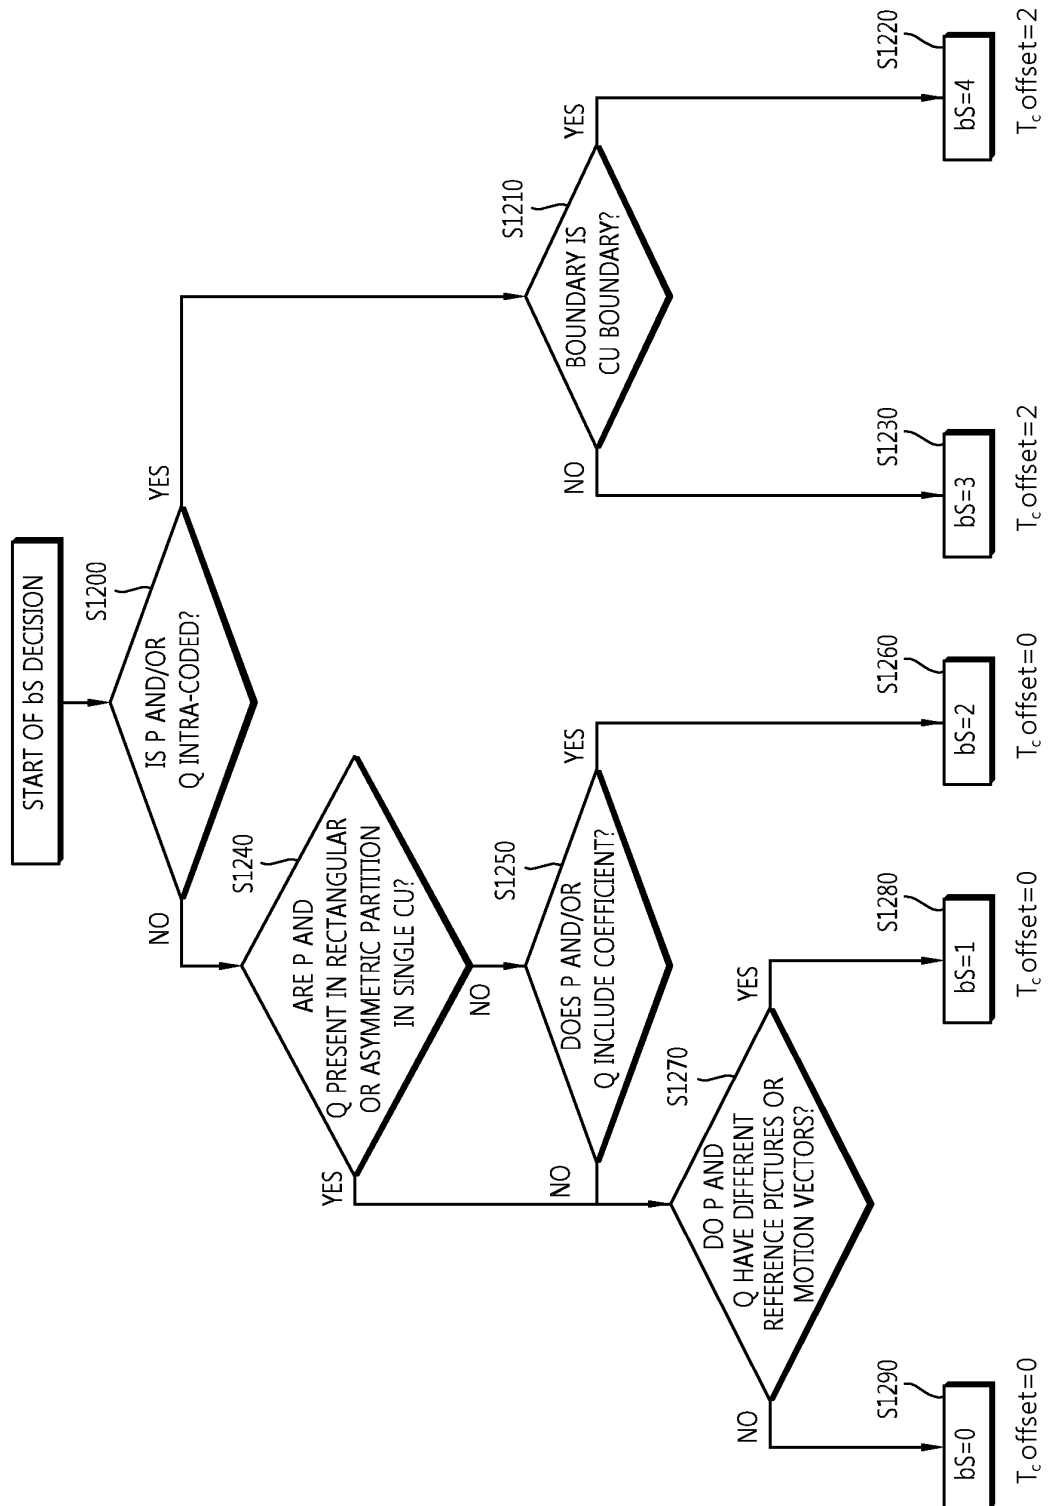 START OF bS DECISION
S1200
IS P AND/OR
Q INTRA-CODED?
NO
YES
S1240
ARE P AND
Q PRESENT IN RECTANGULAR
OR ASYMMETRIC PARTITION
IN SINGLE CU?
YES
NO
S1210
BOUNDARY IS
CU BOUNDARY?
NO
YES
S1250
DOES P AND/OR
Q INCLUDE COEFFICIENT?
NO
YES
S1270
DO P AND
Q HAVE DIFFERENT
REFERENCE PICTURES OR
MOTION VECTORS?
NO
YES
S1290
bS=0
Tc offset=0
S1280
bS=1
Tc offset=0
S1260
bS=2
Tc offset=0
S1230
bS=3
Tc offset=2
S1220
bS=4
Tc offset=2